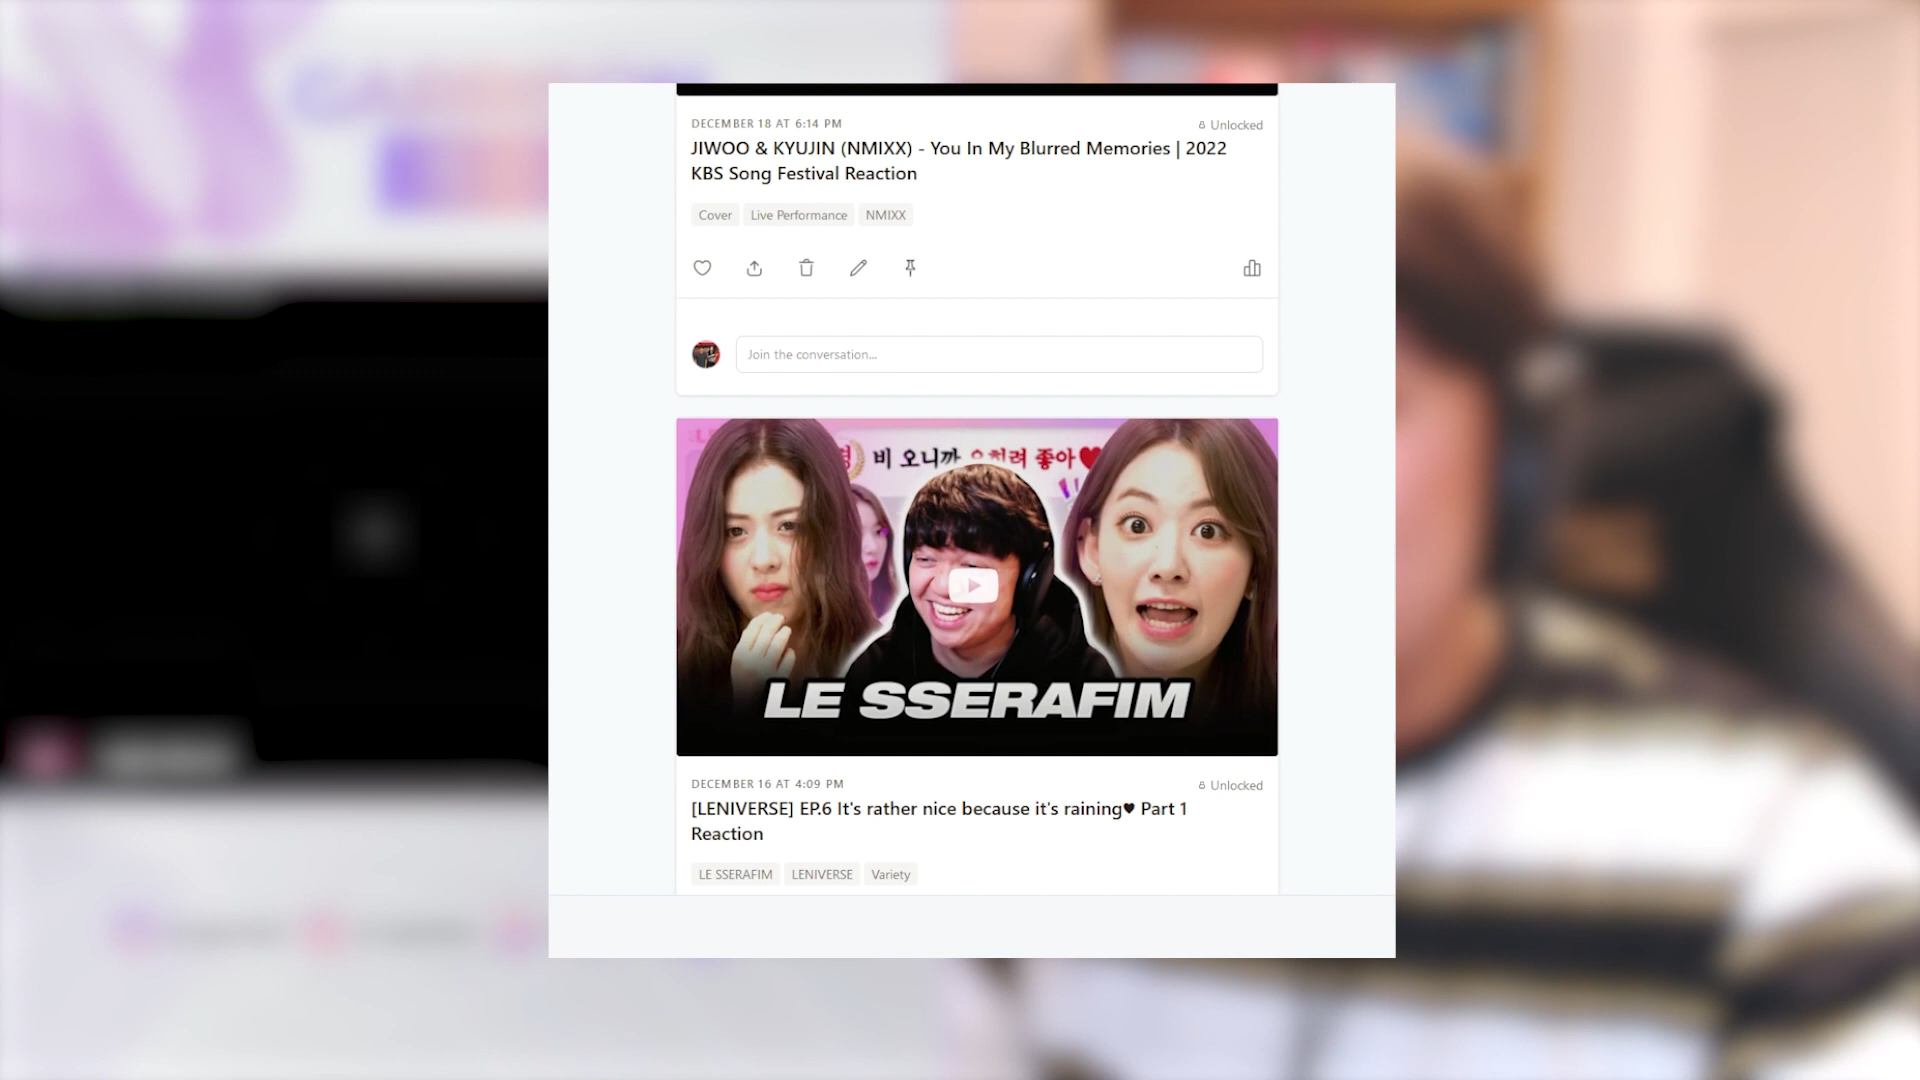 DECEMBER 18 AT 6:14 PM
Unlocked
JIWOO & KYUJIN (NMIXX) - You In My Blurred Memories | 2022
KBS Song Festival Reaction
Cover
Live Performance
NMIXX
Join the conversation...
비 오니까 오히려 좋아♥
LE SSERAFIM
DECEMBER 16 AT 4:09 PM
Unlocked
[LENIVERSE] EP.6 It's rather nice because it's raining♥ Part 1
Reaction
LE SSERAFIM
LENIVERSE
Variety